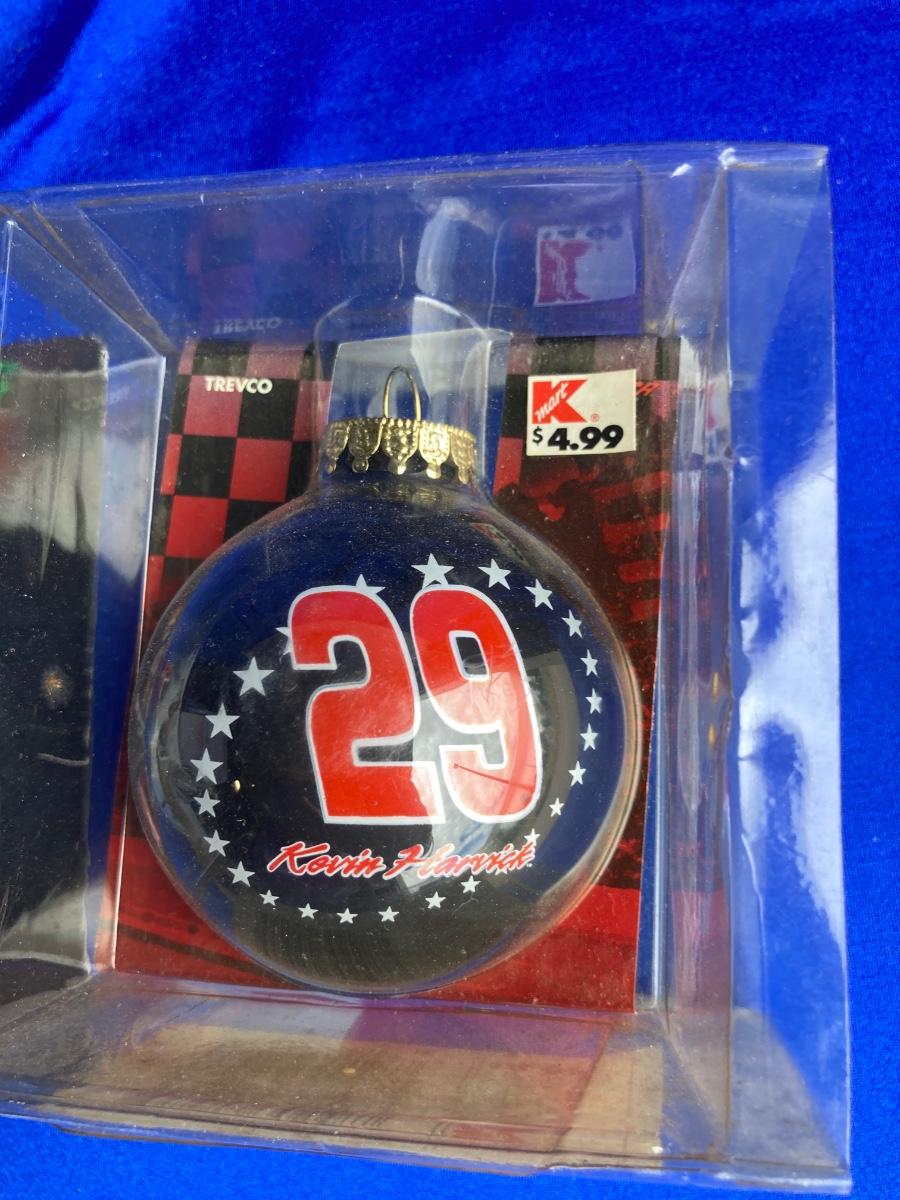 TREVCO
mart K®
$4.99
29
Kevin Harvick